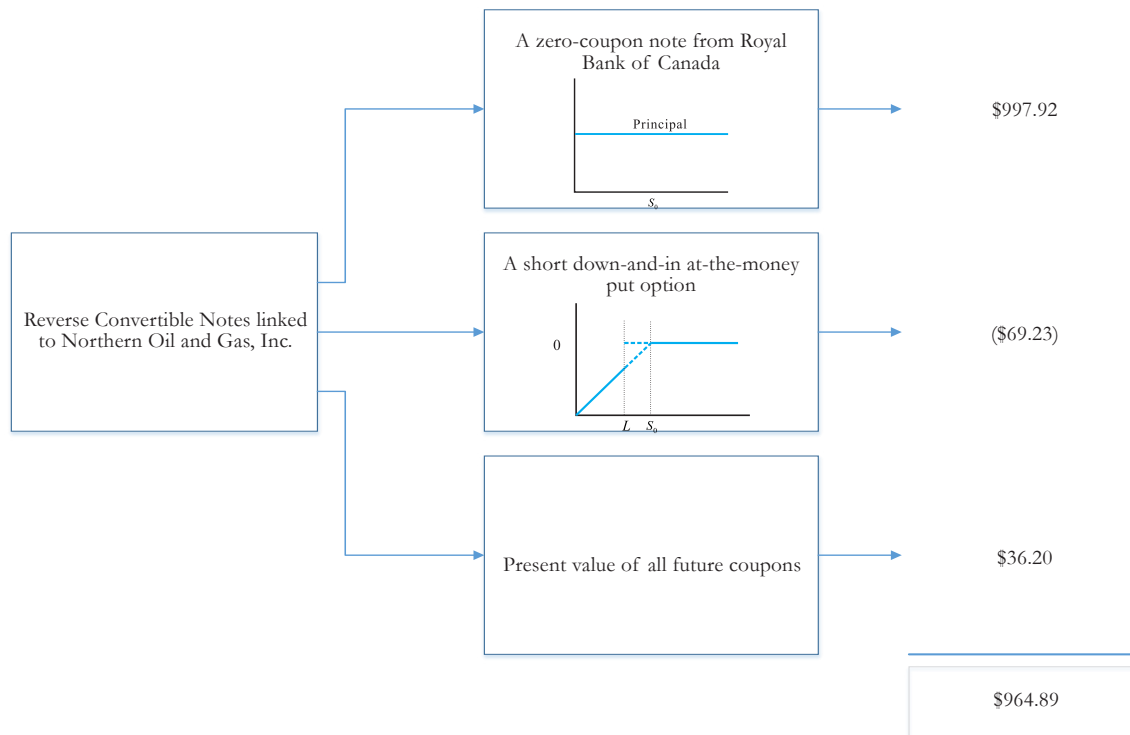 A zero-coupon note from Royal
Bank of Canada
Principal
S₀
$997.92
Reverse Convertible Notes linked
to Northern Oil and Gas, Inc.
A short down-and-in at-the-money
put option
0
L S₀
($69.23)
Present value of all future coupons
$36.20
$964.89